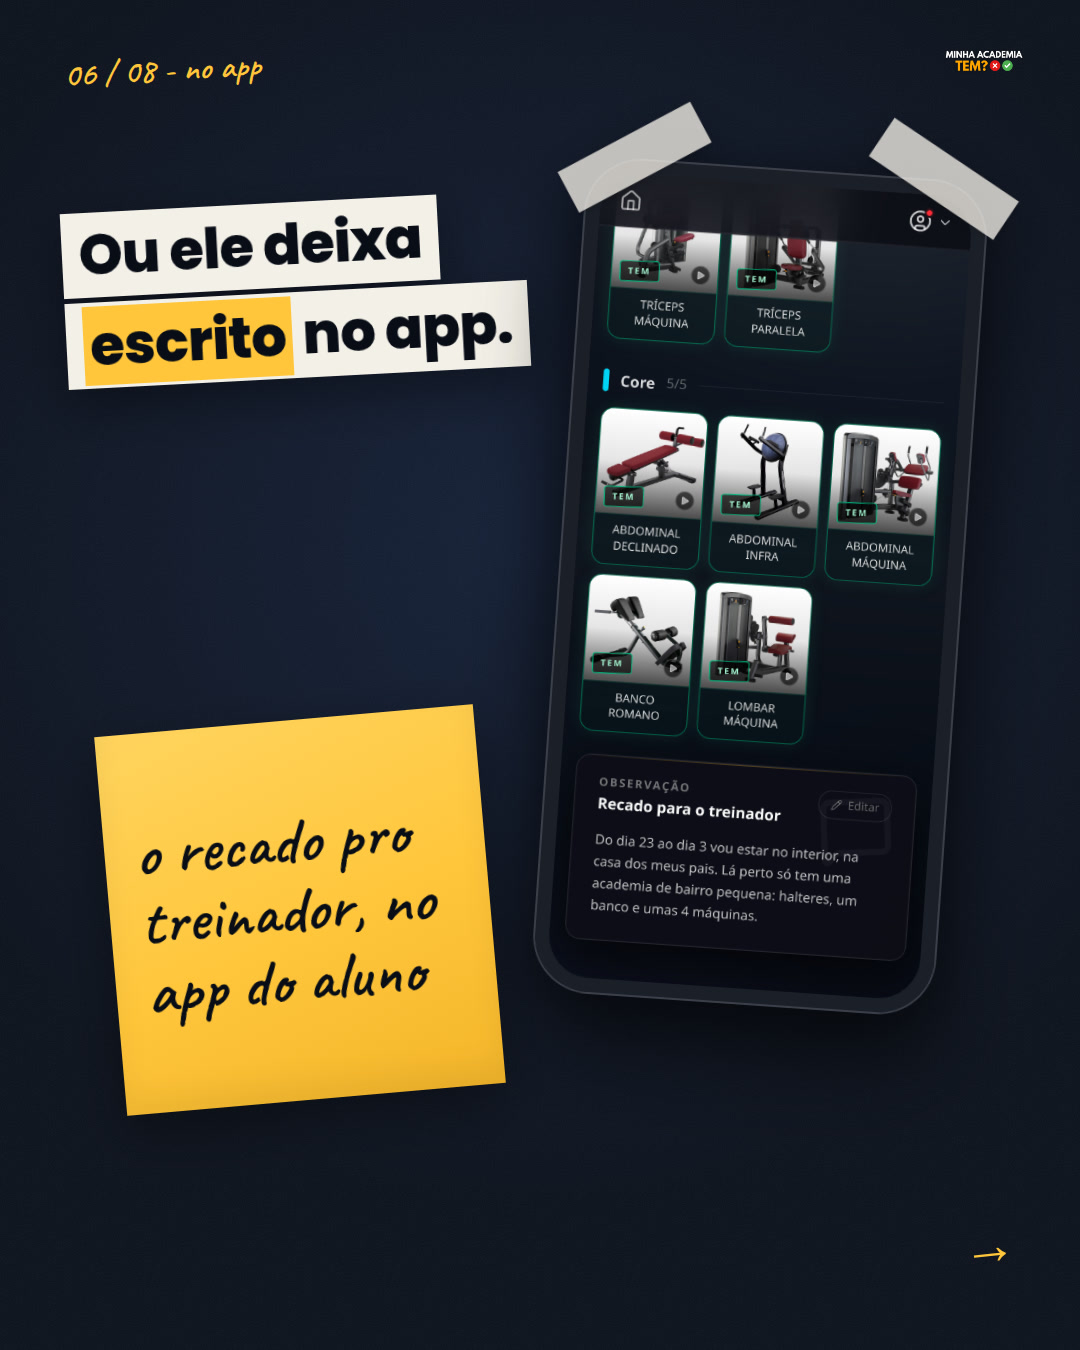 06 / 08 - no app
MINHA ACADEMIA
TEM?
Ou ele deixa
escrito no app.
TEM
TEM
TRÍCEPS
MÁQUINA
TRÍCEPS
PARALELA
Core 5/5
TEM
TEM
TEM
ABDOMINAL
DECLINADO
ABDOMINAL
INFRA
ABDOMINAL
MÁQUINA
TEM
TEM
BANCO
ROMANO
LOMBAR
MÁQUINA
OBSERVAÇÃO
Recado para o treinador
Editar
Do dia 23 ao dia 3 vou estar no interior, na
casa dos meus pais. Lá perto só tem uma
academia de bairro pequena: halteres, um
banco e umas 4 máquinas.
o recado pro
treinador, no
app do aluno
→